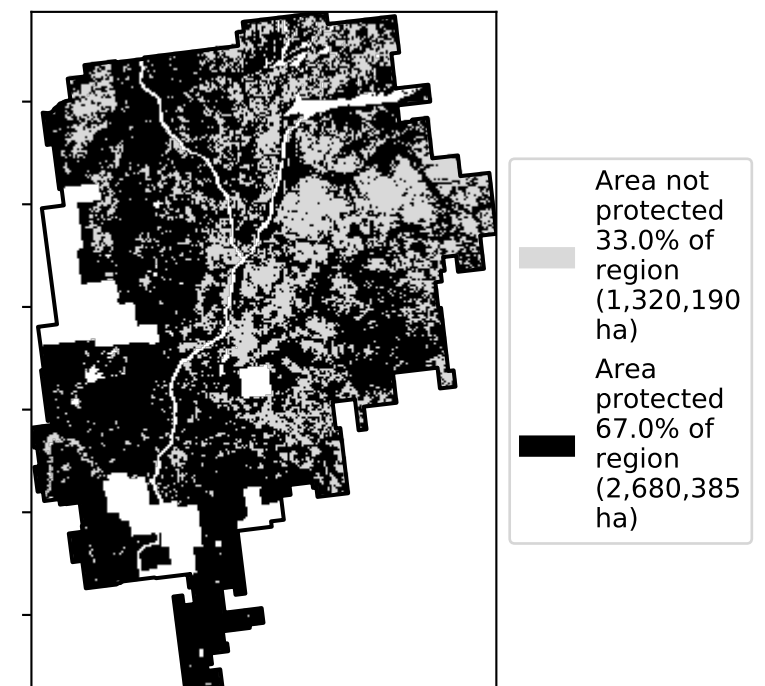 Area not
protected
33.0% of
region
(1,320,190
ha)
Area
protected
67.0% of
region
(2,680,385
ha)